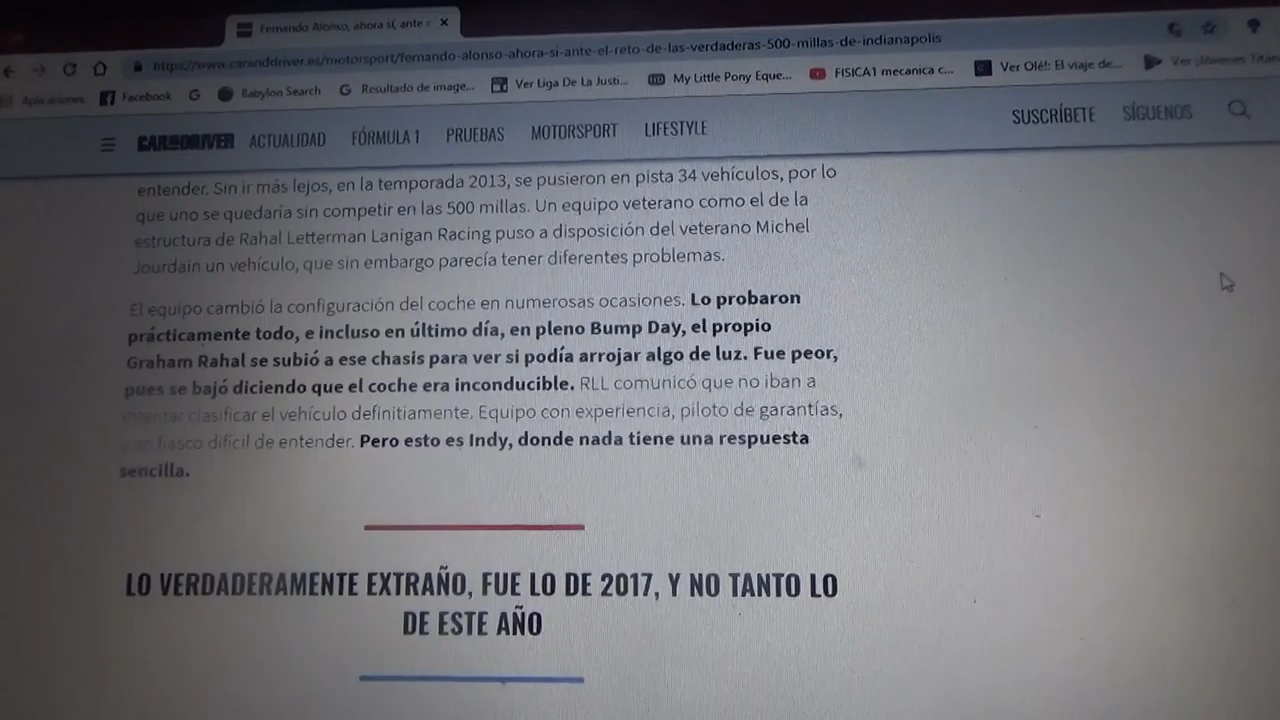 Fernando Alonso, ahora sí, ante
https://www.caranddriver.es/motorsport/fernando-alonso-ahora-si-ante-el-reto-de-las-verdaderas-500-millas-de-indianapolis
Aplicaciones Facebook G Babylon Search Resultado de image... Ver Liga De La Justi... My Little Pony Eque... FISICA1 mecanica c... Ver Olé!: El viaje de... Ver ¡Jóvenes Titan
CAR AND DRIVER ACTUALIDAD FÓRMULA 1 PRUEBAS MOTORSPORT LIFESTYLE SUSCRÍBETE SÍGUENOS
entender. Sin ir más lejos, en la temporada 2013, se pusieron en pista 34 vehículos, por lo
que uno se quedaría sin competir en las 500 millas. Un equipo veterano como el de la
estructura de Rahal Letterman Lanigan Racing puso a disposición del veterano Michel
Jourdain un vehículo, que sin embargo parecía tener diferentes problemas.
El equipo cambió la configuración del coche en numerosas ocasiones. Lo probaron
prácticamente todo, e incluso en último día, en pleno Bump Day, el propio
Graham Rahal se subió a ese chasis para ver si podía arrojar algo de luz. Fue peor,
pues se bajó diciendo que el coche era inconducible. RLL comunicó que no iban a
intentar clasificar el vehículo definitiamente. Equipo con experiencia, piloto de garantías,
fiasco difícil de entender. Pero esto es Indy, donde nada tiene una respuesta
sencilla.
LO VERDADERAMENTE EXTRAÑO, FUE LO DE 2017, Y NO TANTO LO
DE ESTE AÑO